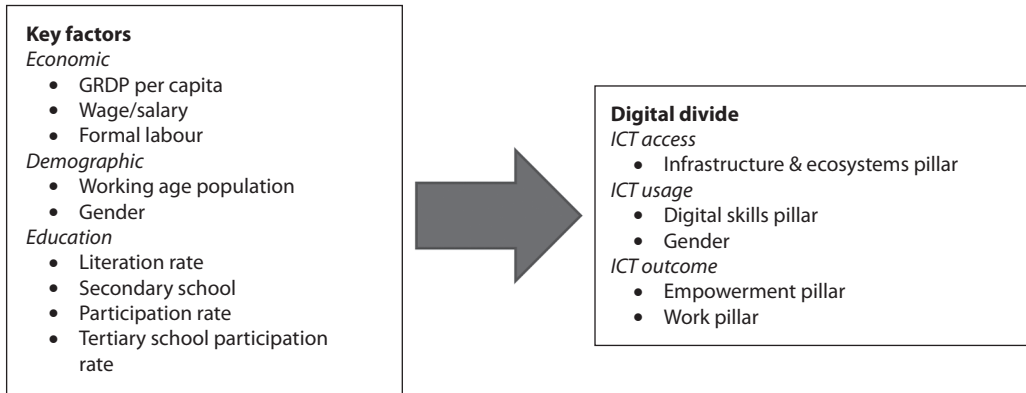 Key factors
Economic
• GRDP per capita
• Wage/salary
• Formal labour
Demographic
• Working age population
• Gender
Education
• Literation rate
• Secondary school
• Participation rate
• Tertiary school participation
rate
Digital divide
ICT access
• Infrastructure & ecosystems pillar
ICT usage
• Digital skills pillar
• Gender
ICT outcome
• Empowerment pillar
• Work pillar